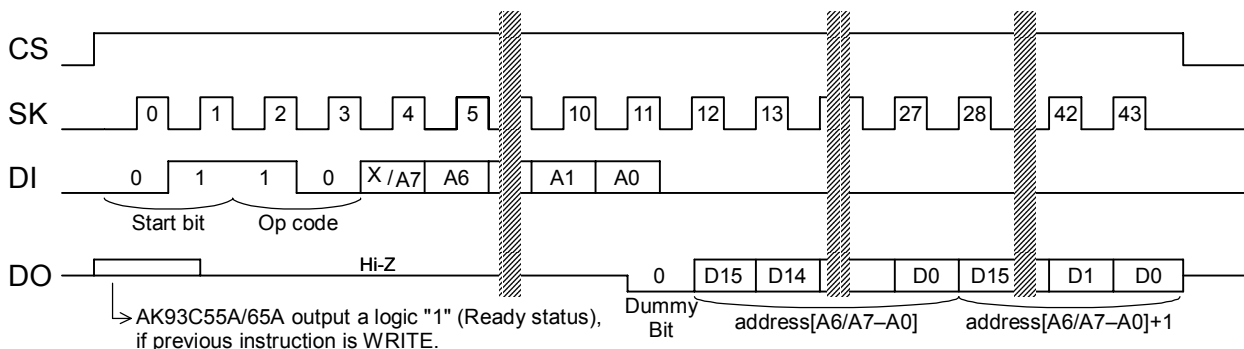 CS
SK 0 1 2 3 4 5 10 11 12 13 27 28 42 43
DI 0 1 1 0 X/A7 A6 A1 A0
Start bit Op code
DO Hi-Z 0 D15 D14 D0 D15 D1 D0
Dummy
Bit
address[A6/A7–A0] address[A6/A7–A0]+1
AK93C55A/65A output a logic "1" (Ready status),
if previous instruction is WRITE.